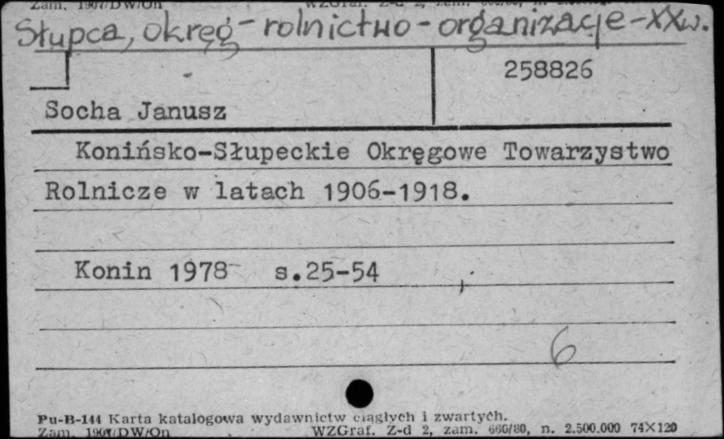 Słupca, okręg - rolnictwo - organizacje - XXw.
258826
Socha Janusz
Konińsko-Słupeckie Okręgowe Towarzystwo
Rolnicze w latach 1906-1918.
Konin 1978 s.25-54
6
Pu-B-144 Karta katalogowa wydawnictw ciągłych i zwartych.
Zam. 1907/DW/On WZGraf. Z-d 2, zam. 660/80, n. 2.500.000 74×120